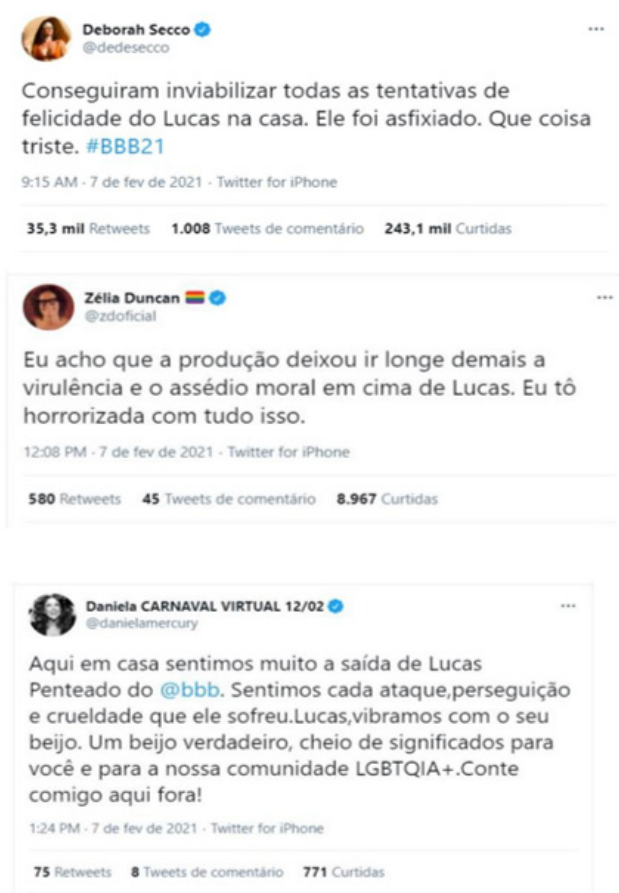 Deborah Secco
@dedesecco
Conseguiram inviabilizar todas as tentativas de
felicidade do Lucas na casa. Ele foi asfixiado. Que coisa
triste. #BBB21
9:15 AM · 7 de fev de 2021 · Twitter for iPhone
35,3 mil Retweets 1.008 Tweets de comentário 243,1 mil Curtidas
Zélia Duncan
@zdoficial
Eu acho que a produção deixou ir longe demais a
virulência e o assédio moral em cima de Lucas. Eu tô
horrorizada com tudo isso.
12:08 PM · 7 de fev de 2021 · Twitter for iPhone
580 Retweets 45 Tweets de comentário 8.967 Curtidas
Daniela CARNAVAL VIRTUAL 12/02
@danielamercury
Aqui em casa sentimos muito a saída de Lucas
Penteado do @bbb. Sentimos cada ataque,perseguição
e crueldade que ele sofreu.Lucas,vibramos com o seu
beijo. Um beijo verdadeiro, cheio de significados para
você e para a nossa comunidade LGBTQIA+.Conte
comigo aqui fora!
1:24 PM · 7 de fev de 2021 · Twitter for iPhone
75 Retweets 8 Tweets de comentário 771 Curtidas